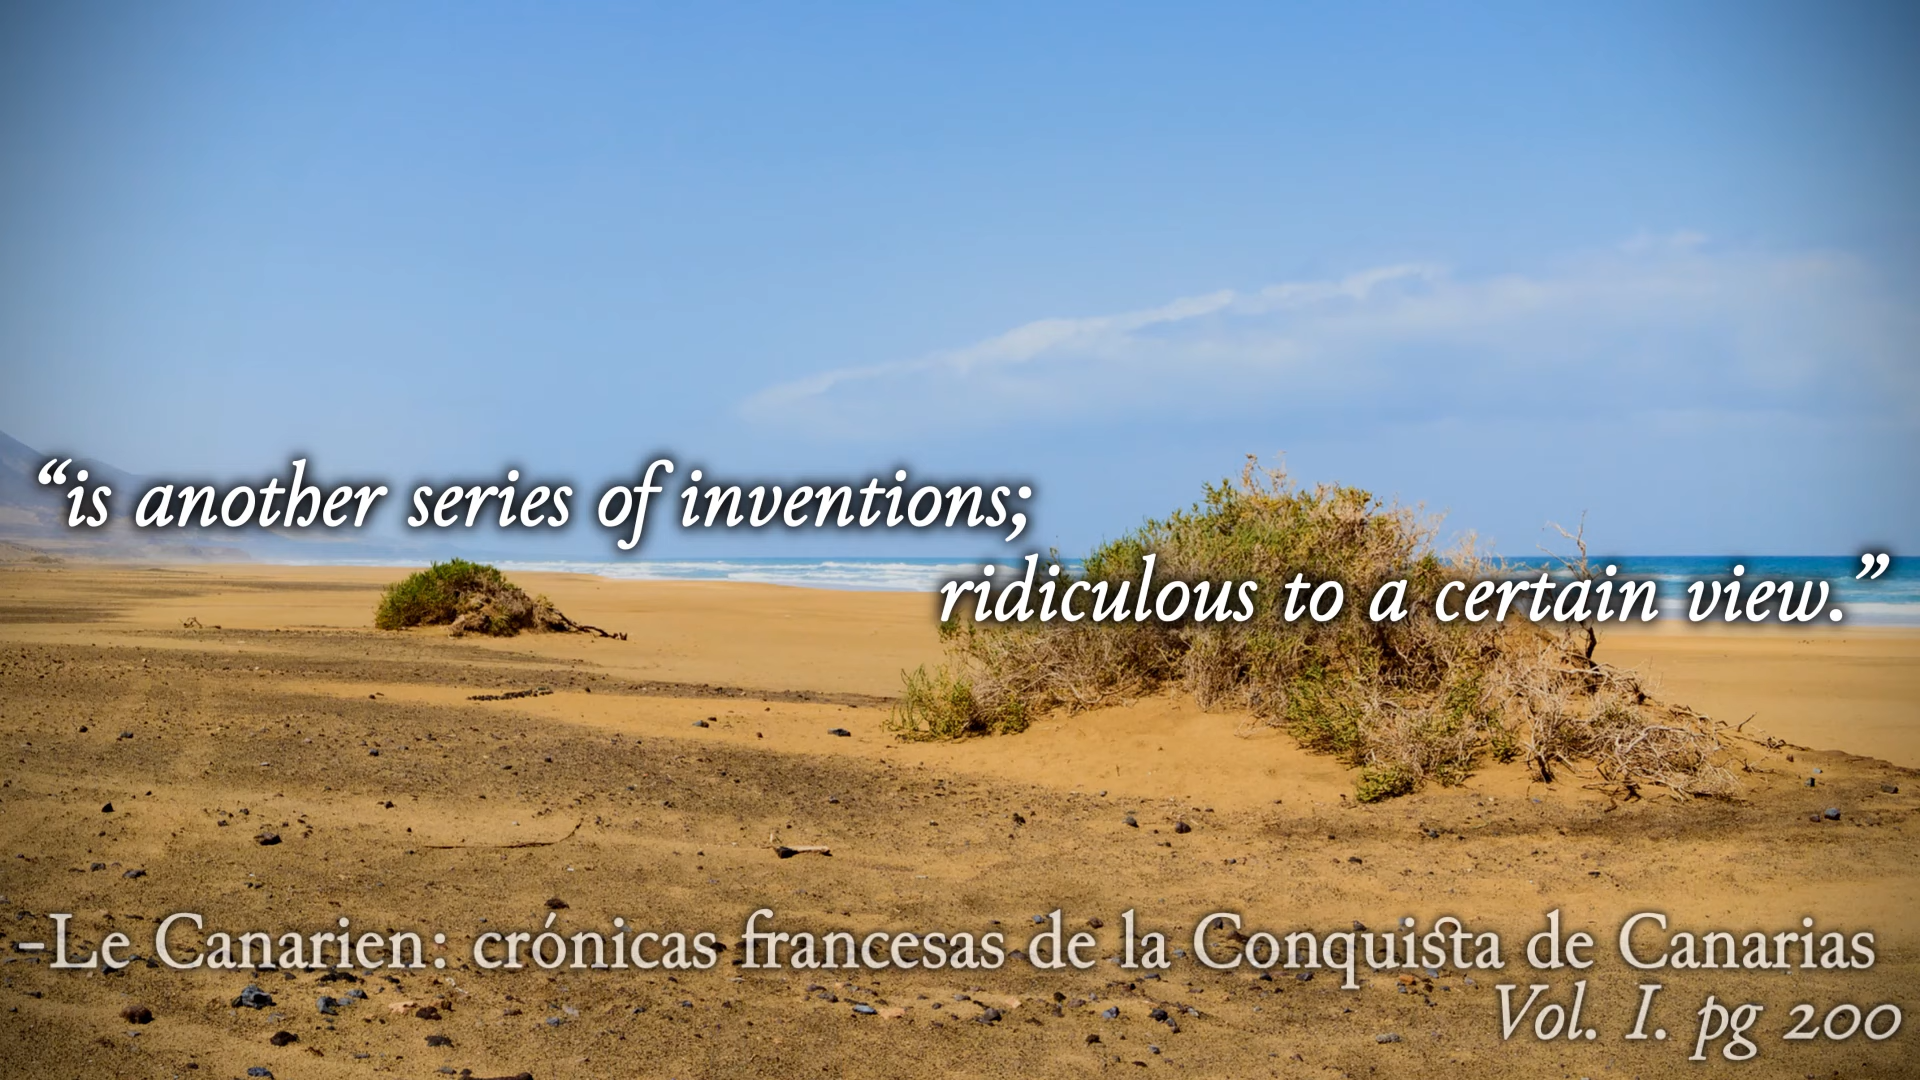 “is another series of inventions;
ridiculous to a certain view.”
-Le Canarien: crónicas francesas de la Conquista de Canarias
Vol. I. pg 200